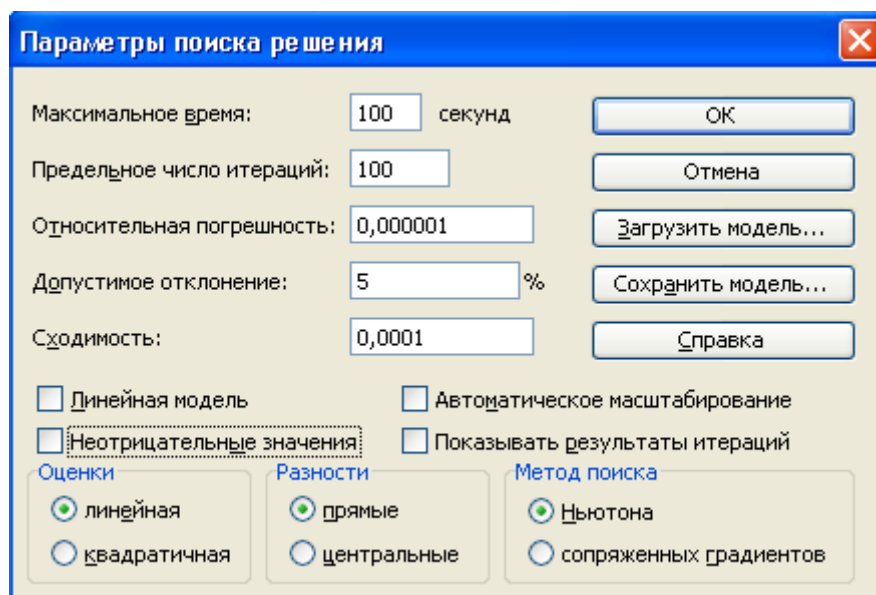 Параметры поиска решения
Максимальное время: 100 секунд OK
Предельное число итераций: 100 Отмена
Относительная погрешность: 0,000001 Загрузить модель...
Допустимое отклонение: 5 % Сохранить модель...
Сходимость: 0,0001 Справка
Линейная модель Автоматическое масштабирование
Неотрицательные значения Показывать результаты итераций
Оценки Разности Метод поиска
линейная прямые Ньютона
квадратичная центральные сопряженных градиентов